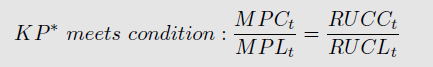 KP* meets condition : MPC_t / MPL_t = RUCC_t / RUCL_t